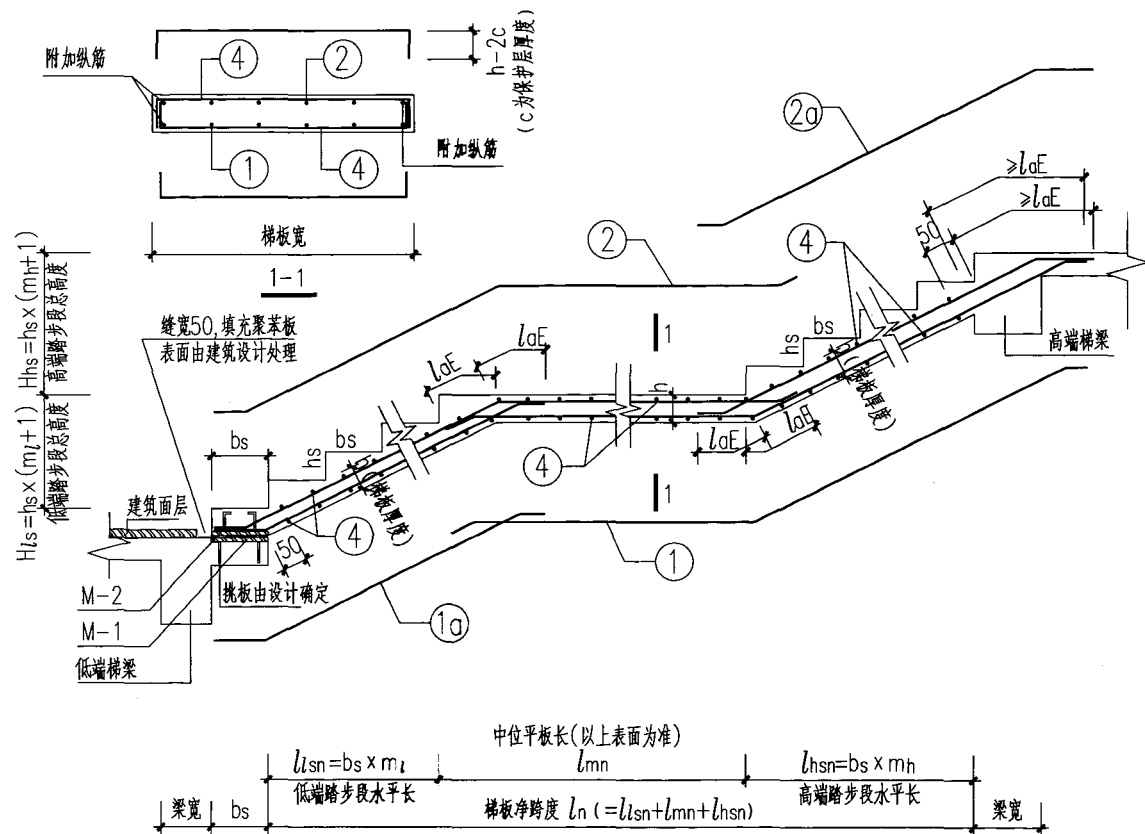 附加纵筋
④
②
h-2c
(c为保护层厚度)
①
④
附加纵筋
梯板宽
1-1
2a
≥laE
≥laE
50
④
②
1
缝宽50,填充聚苯板
表面由建筑设计处理
Hhs=hs×(mh+1)
高端踏步段总高度
Hls=hs×(ml+1)
低端踏步段总高度
laE
laE
bs
hs
h
h(梯板厚度)
高端梯梁
bs
bs
hs
h(梯板厚度)
④
laE
laE
1
建筑面层
④
50
①
M-2
挑板由设计确定
M-1
1a
低端梯梁
中位平板长(以上表面为准)
llsn=bs×ml
lmn
lhsn=bs×mh
低端踏步段水平长
高端踏步段水平长
梁宽
bs
梯板净跨度 ln (=llsn+lmn+lhsn)
梁宽